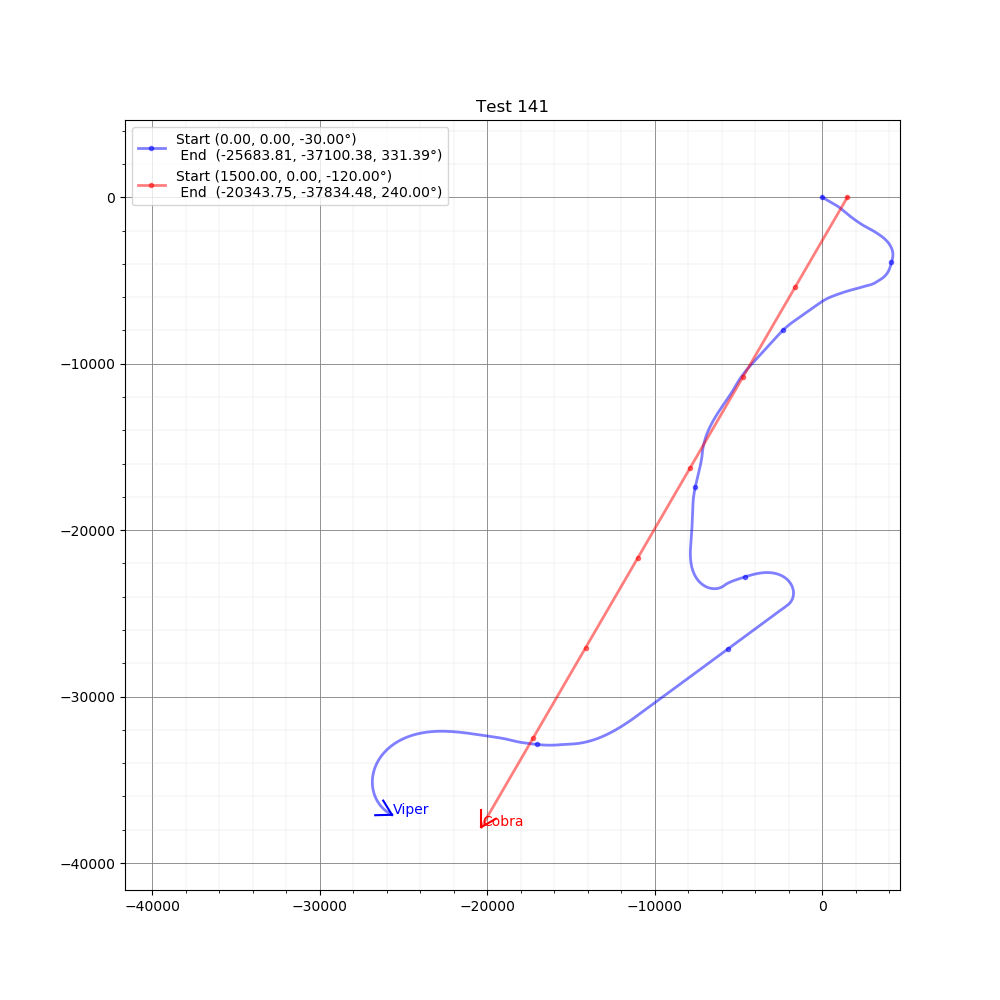 Test 141
Start (0.00, 0.00, -30.00°)
End (-25683.81, -37100.38, 331.39°)
Start (1500.00, 0.00, -120.00°)
End (-20343.75, -37834.48, 240.00°)
0
−10000
−20000
−30000
−40000
Viper
Cobra
−40000 −30000 −20000 −10000 0